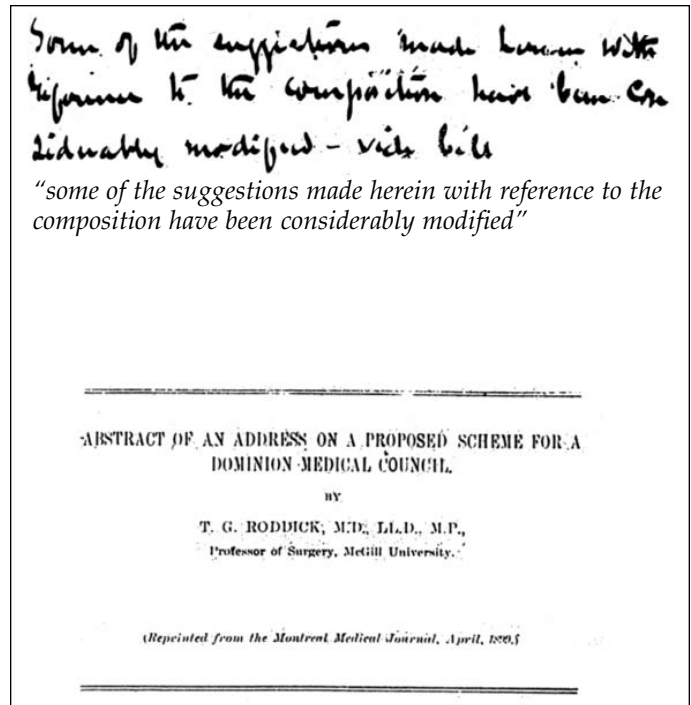 Some of the suggestions made herein with
reference to the composition have been con
siderably modified - vide bill
“some of the suggestions made herein with reference to the
composition have been considerably modified”
ABSTRACT OF AN ADDRESS ON A PROPOSED SCHEME FOR A
DOMINION MEDICAL COUNCIL.
BY
T. G. RODDICK, M.D., LL.D., M.P.,
Professor of Surgery, McGill University.
(Reprinted from the Montreal Medical Journal, April, 1899.)